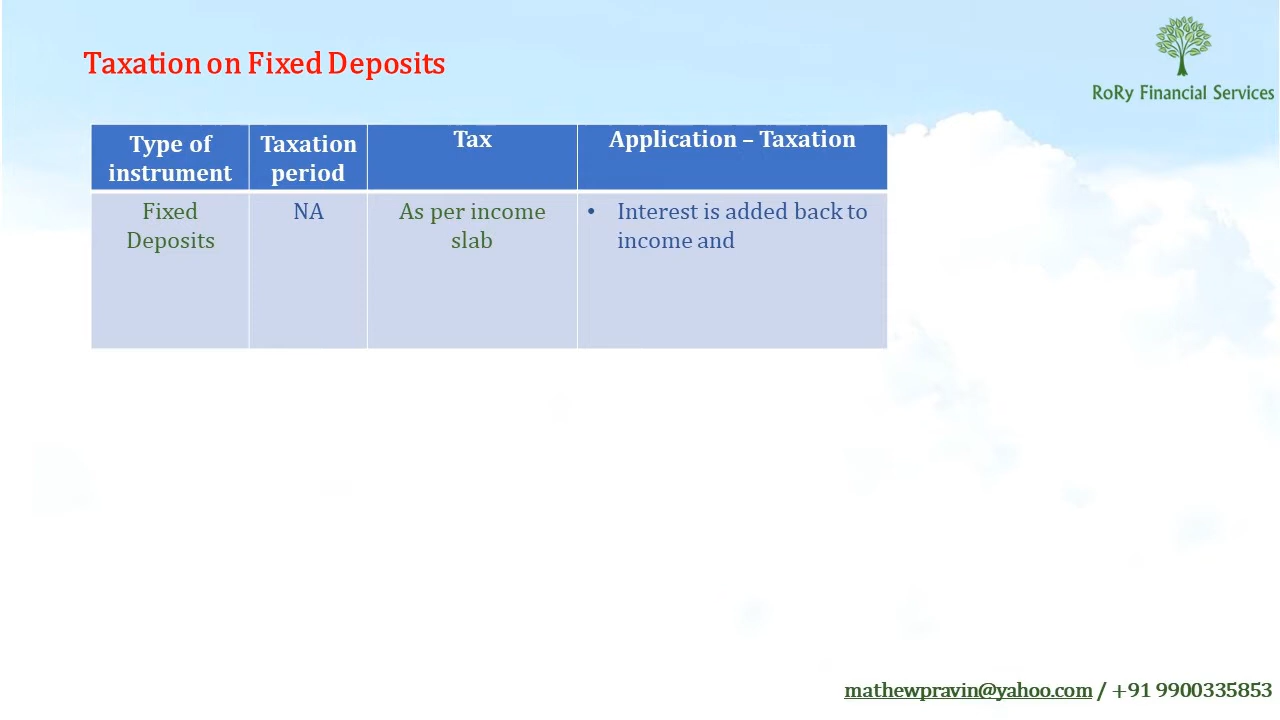 Taxation on Fixed Deposits
RoRy Financial Services
Type of instrument
Taxation period
Tax
Application – Taxation
Fixed Deposits
NA
As per income slab
• Interest is added back to
income and
mathewpravin@yahoo.com / +91 9900335853